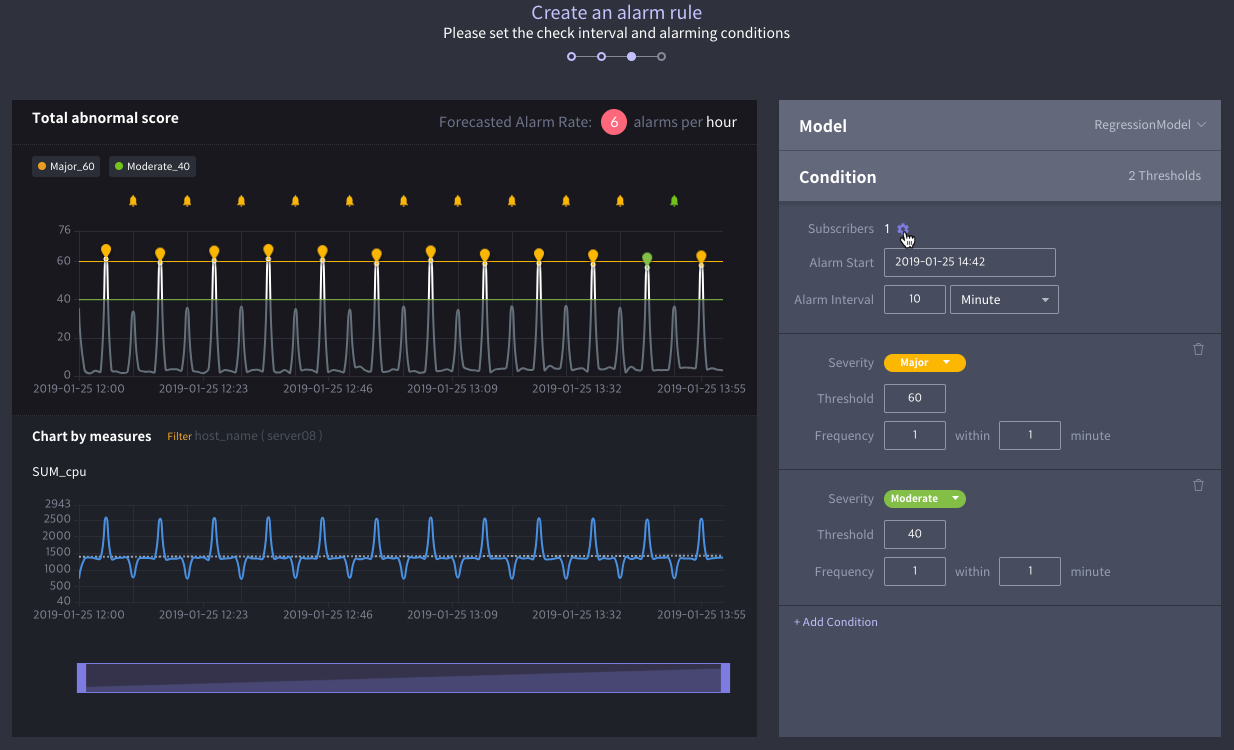 Create an alarm rule
Please set the check interval and alarming conditions
Total abnormal score
Forecasted Alarm Rate: 6 alarms per hour
Major_60 Moderate_40
76
60
40
20
0
2019-01-25 12:00 2019-01-25 12:23 2019-01-25 12:46 2019-01-25 13:09 2019-01-25 13:32 2019-01-25 13:55
Chart by measures Filter host_name ( server08 )
SUM_cpu
2943
2500
2000
1500
1000
500
40
2019-01-25 12:00 2019-01-25 12:23 2019-01-25 12:46 2019-01-25 13:09 2019-01-25 13:32 2019-01-25 13:55
Model RegressionModel
Condition 2 Thresholds
Subscribers 1
Alarm Start 2019-01-25 14:42
Alarm Interval 10 Minute
Severity Major
Threshold 60
Frequency 1 within 1 minute
Severity Moderate
Threshold 40
Frequency 1 within 1 minute
+ Add Condition